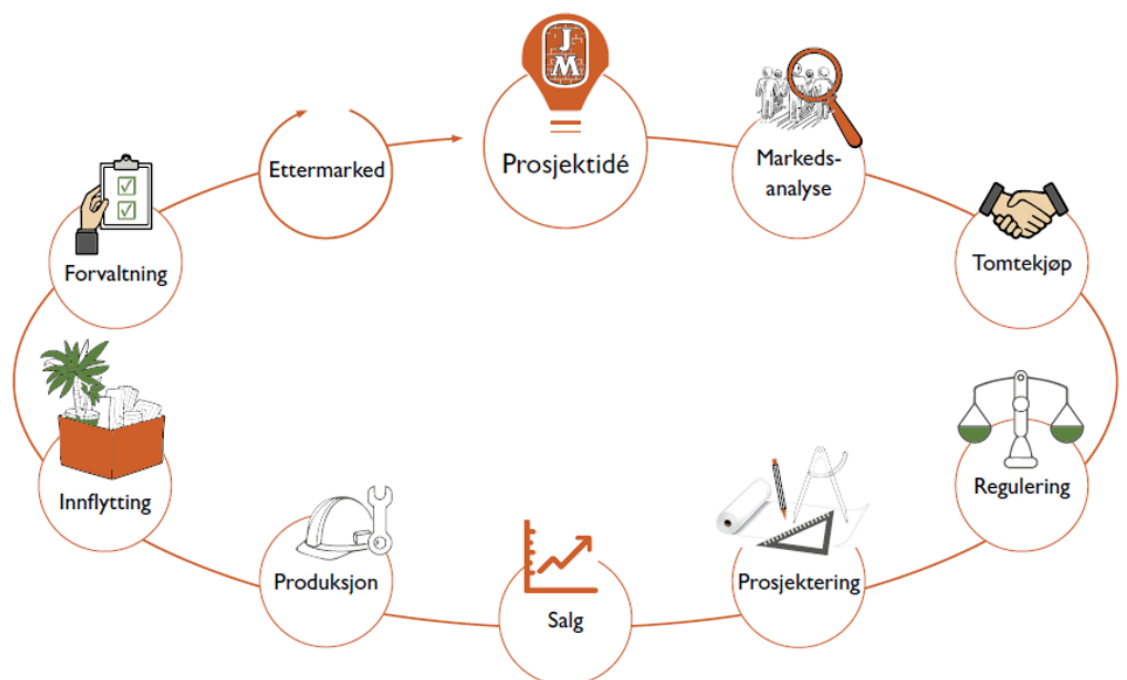 J
M
Prosjektidé
Markeds-
analyse
Tomtekjøp
Regulering
Prosjektering
Salg
Produksjon
Innflytting
Forvaltning
Ettermarked